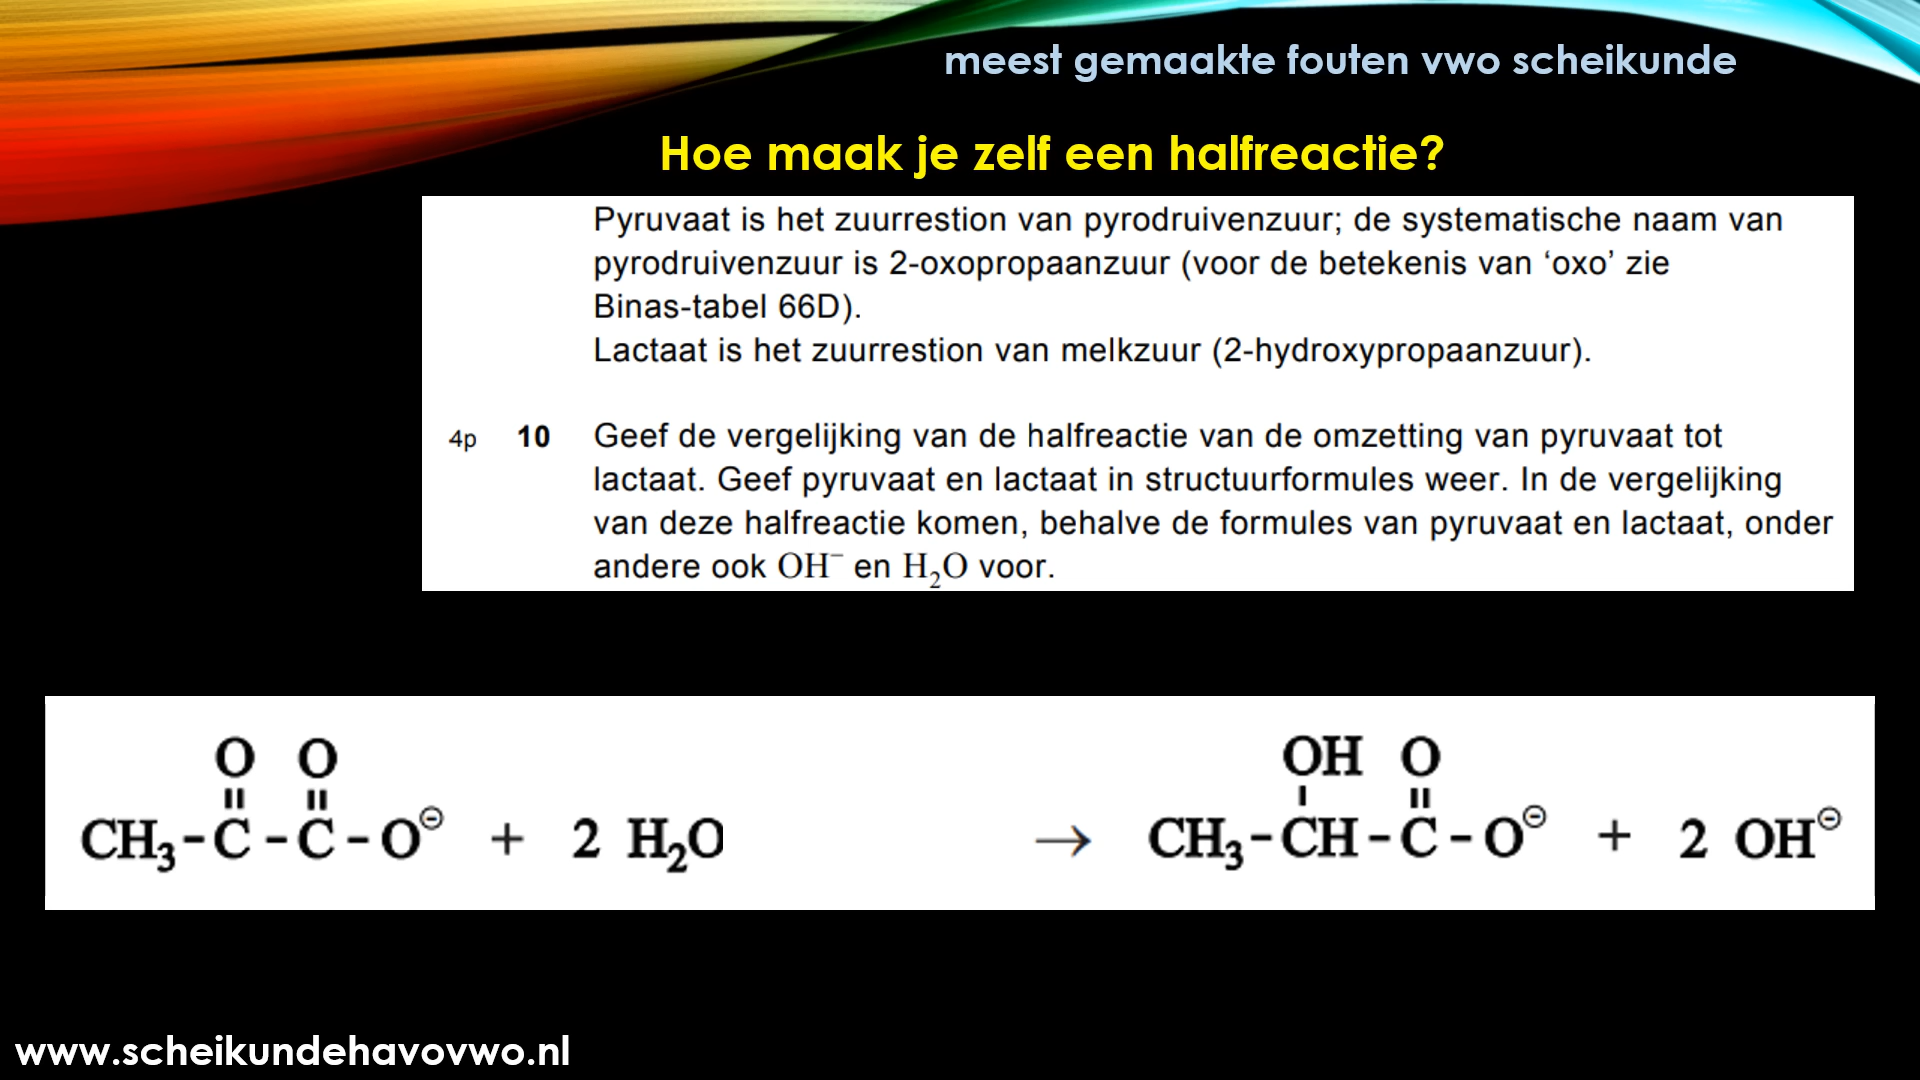 meest gemaakte fouten vwo scheikunde
Hoe maak je zelf een halfreactie?
Pyruvaat is het zuurrestion van pyrodruivenzuur; de systematische naam van
pyrodruivenzuur is 2-oxopropaanzuur (voor de betekenis van ‘oxo’ zie
Binas-tabel 66D).
Lactaat is het zuurrestion van melkzuur (2-hydroxypropaanzuur).
4p 10 Geef de vergelijking van de halfreactie van de omzetting van pyruvaat tot
lactaat. Geef pyruvaat en lactaat in structuurformules weer. In de vergelijking
van deze halfreactie komen, behalve de formules van pyruvaat en lactaat, onder
andere ook OH⁻ en H₂O voor.
O O OH O
CH₃-C-C-O⊖ + 2 H₂O → CH₃-CH-C-O⊖ + 2 OH⊖
www.scheikundehavovwo.nl